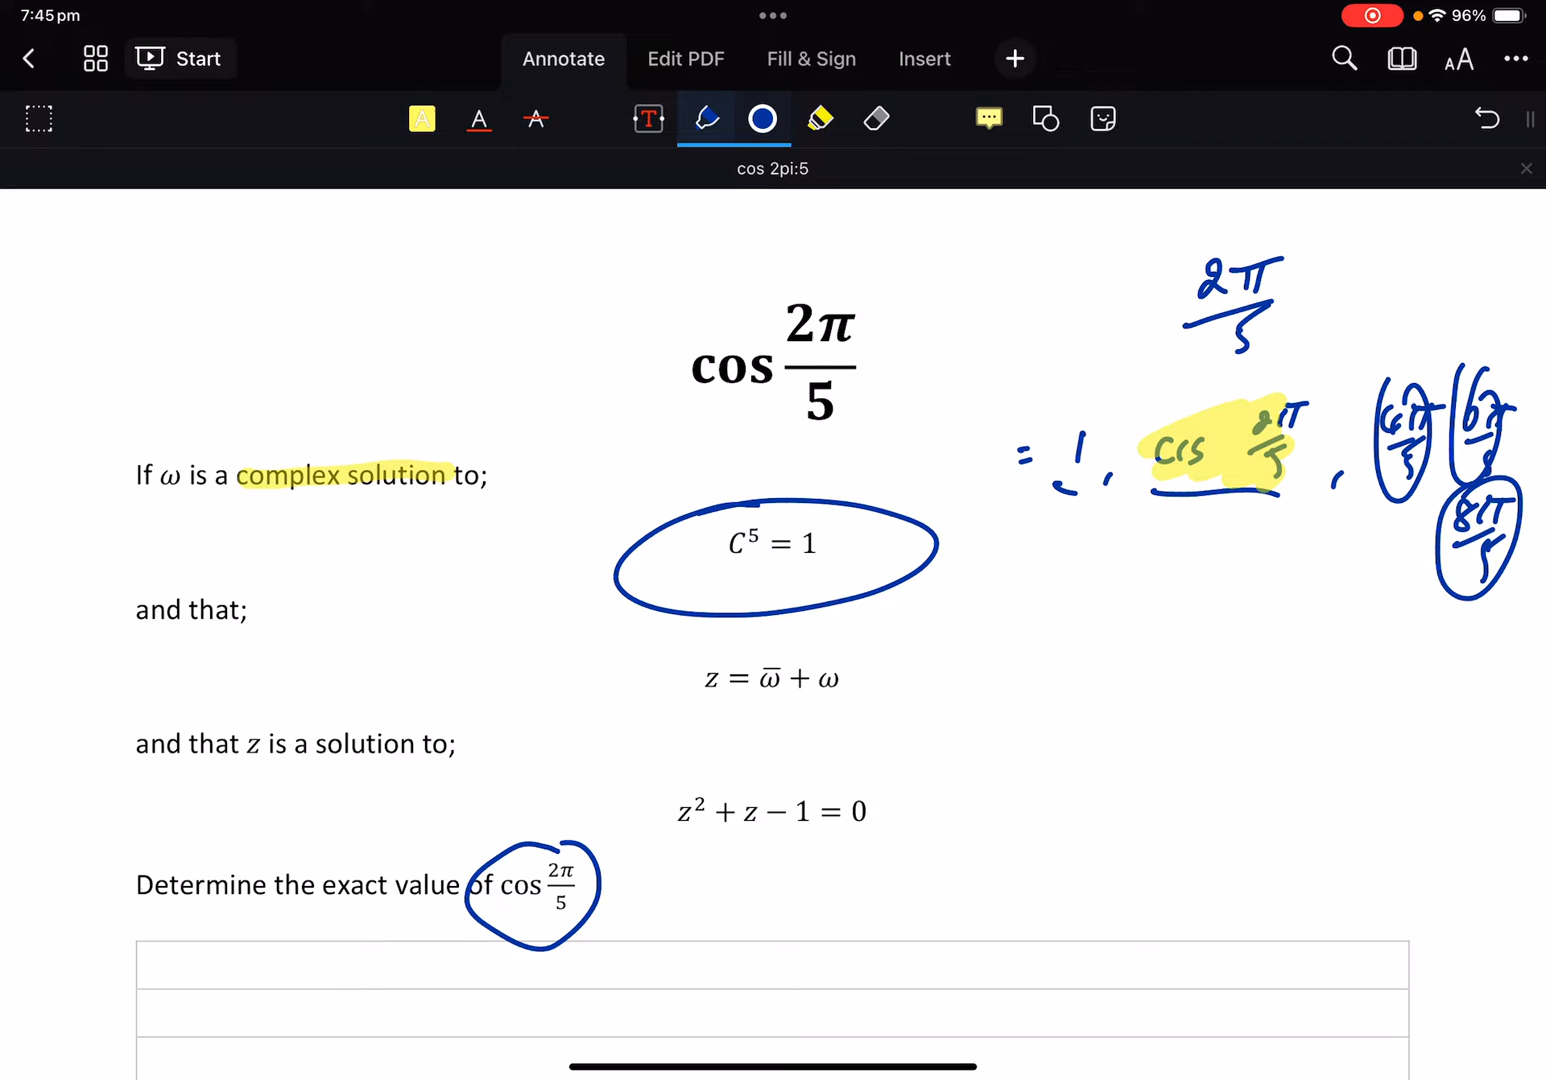 7:45 pm
96%
Start
Annotate
Edit PDF
Fill & Sign
Insert
cos 2pi:5
2π/5
cos 2π/5
= 1, cis 2π/5, 4π/5 6π/5
8π/5
If ω is a complex solution to;
C⁵ = 1
and that;
z = ω̅ + ω
and that z is a solution to;
z² + z − 1 = 0
Determine the exact value of cos 2π/5